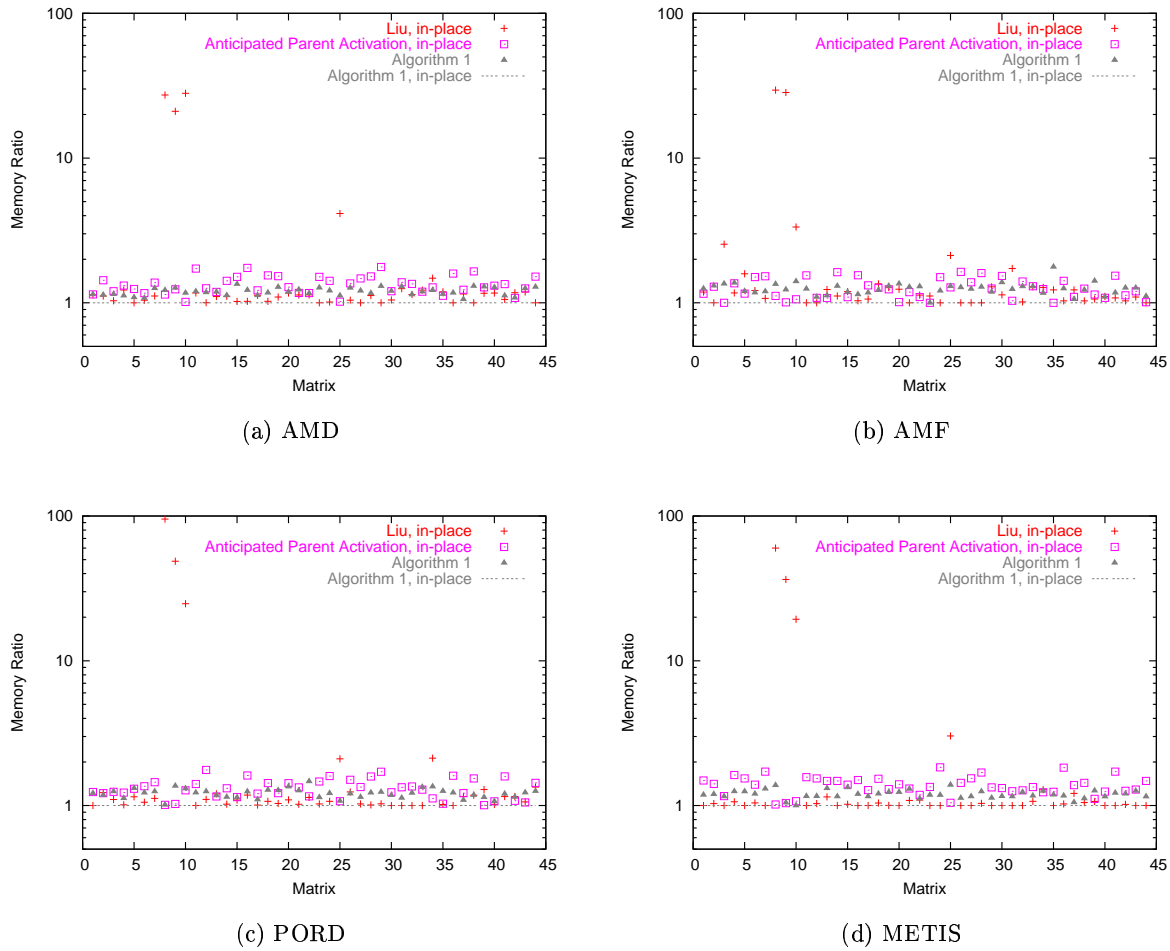 100
10
1
Memory Ratio
0 5 10 15 20 25 30 35 40 45
Matrix
Liu, in-place
Anticipated Parent Activation, in-place
Algorithm 1
Algorithm 1, in-place
(a) AMD
100
10
1
Memory Ratio
0 5 10 15 20 25 30 35 40 45
Matrix
Liu, in-place
Anticipated Parent Activation, in-place
Algorithm 1
Algorithm 1, in-place
(b) AMF
100
10
1
Memory Ratio
0 5 10 15 20 25 30 35 40 45
Matrix
Liu, in-place
Anticipated Parent Activation, in-place
Algorithm 1
Algorithm 1, in-place
(c) PORD
100
10
1
Memory Ratio
0 5 10 15 20 25 30 35 40 45
Matrix
Liu, in-place
Anticipated Parent Activation, in-place
Algorithm 1
Algorithm 1, in-place
(d) METIS